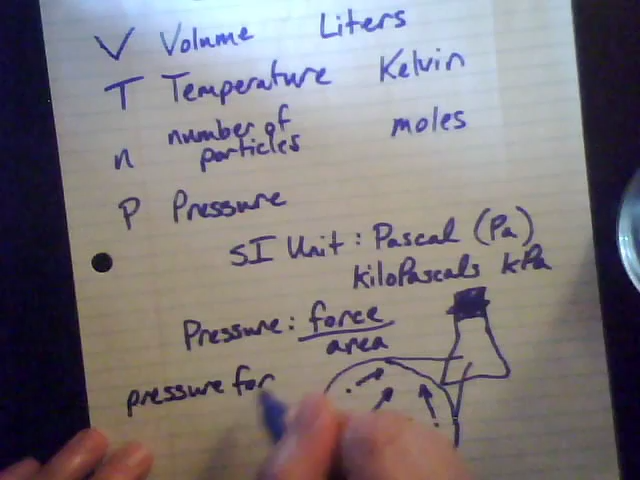 V Volume Liters
T Temperature Kelvin
n number of particles moles
P Pressure
SI Unit: Pascal (Pa)
kiloPascals kPa
Pressure: force
area
pressure for